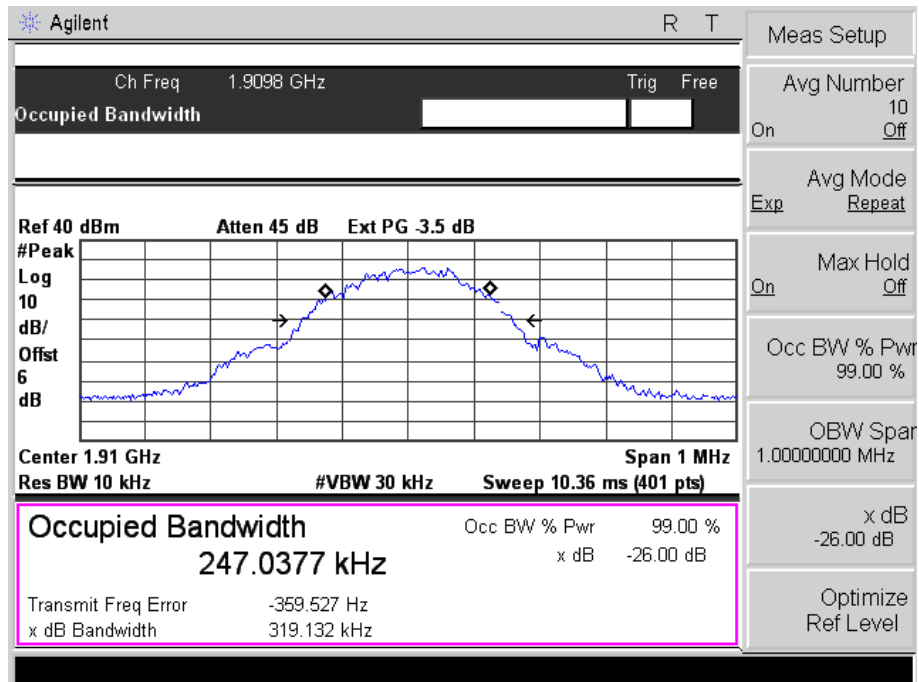 Agilent R T
Ch Freq 1.9098 GHz Trig Free
Occupied Bandwidth
Ref 40 dBm Atten 45 dB Ext PG -3.5 dB
#Peak
Log
10
dB/
Offst
6
dB
Center 1.91 GHz Span 1 MHz
Res BW 10 kHz #VBW 30 kHz Sweep 10.36 ms (401 pts)
Occupied Bandwidth
247.0377 kHz
Occ BW % Pwr 99.00 %
x dB -26.00 dB
Transmit Freq Error -359.527 Hz
x dB Bandwidth 319.132 kHz
Meas Setup
Avg Number
10
On Off
Avg Mode
Exp Repeat
Max Hold
On Off
Occ BW % Pwr
99.00 %
OBW Span
1.00000000 MHz
x dB
-26.00 dB
Optimize
Ref Level